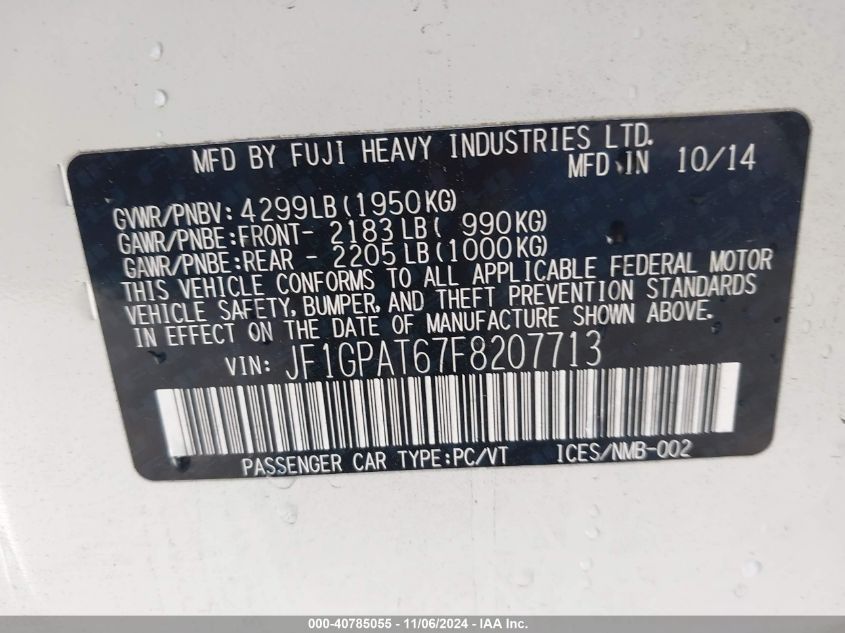 MFD BY FUJI HEAVY INDUSTRIES LTD.
MFD IN 10/14
GVWR/PNBV: 4299LB(1950KG)
GAWR/PNBE:FRONT- 2183LB( 990KG)
GAWR/PNBE:REAR - 2205LB(1000KG)
THIS VEHICLE CONFORMS TO ALL APPLICABLE FEDERAL MOTOR
VEHICLE SAFETY, BUMPER, AND THEFT PREVENTION STANDARDS
IN EFFECT ON THE DATE OF MANUFACTURE SHOWN ABOVE.
VIN: JF1GPAT67F8207713
PASSENGER CAR TYPE:PC/VT ICES/NMB-002
000-40785055 - 11/06/2024 - IAA Inc.